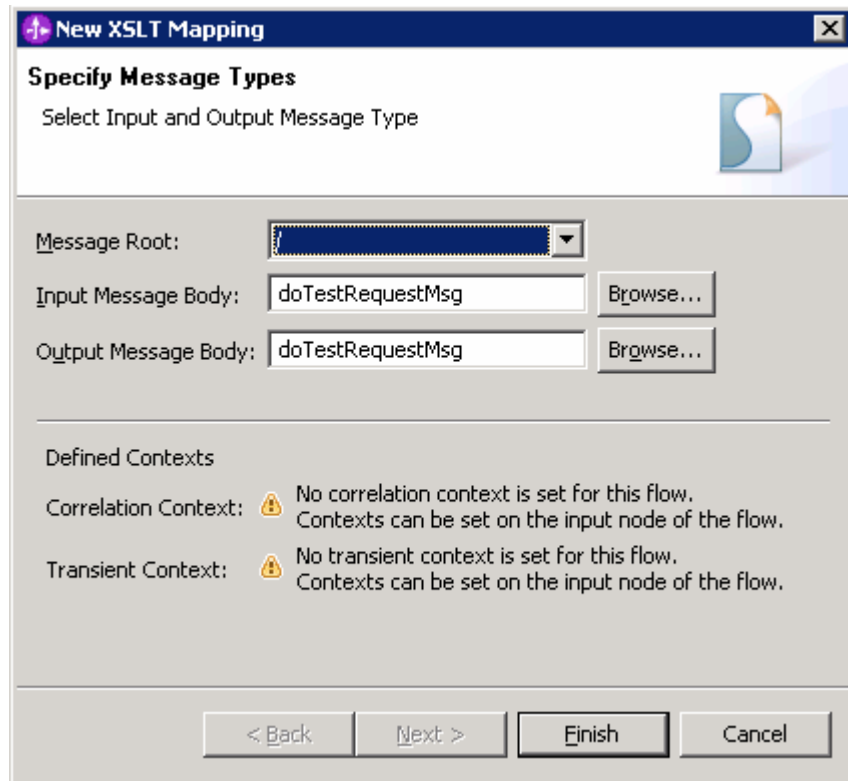 New XSLT Mapping
Specify Message Types
Select Input and Output Message Type
Message Root: /
Input Message Body: doTestRequestMsg Browse...
Output Message Body: doTestRequestMsg Browse...
Defined Contexts
Correlation Context: No correlation context is set for this flow.
Contexts can be set on the input node of the flow.
Transient Context: No transient context is set for this flow.
Contexts can be set on the input node of the flow.
< Back Next > Finish Cancel